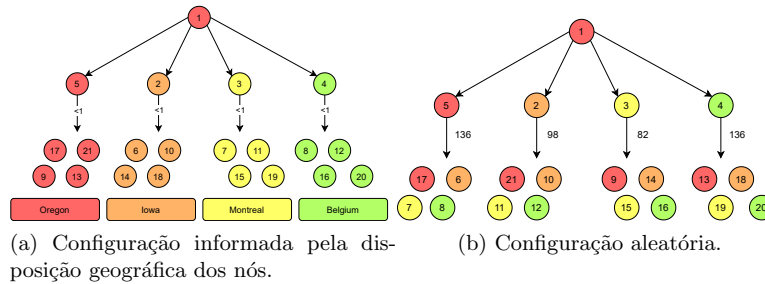 1
5 2 3 4
<1 <1 <1 <1
17 21 6 10 7 11 8 12
9 13 14 18 15 19 16 20
Oregon Iowa Montreal Belgium
(a) Configuração informada pela dis-
posição geográfica dos nós.
1
5 2 3 4
136 98 82 136
17 6 21 10 9 14 13 18
7 8 11 12 15 16 19 20
(b) Configuração aleatória.